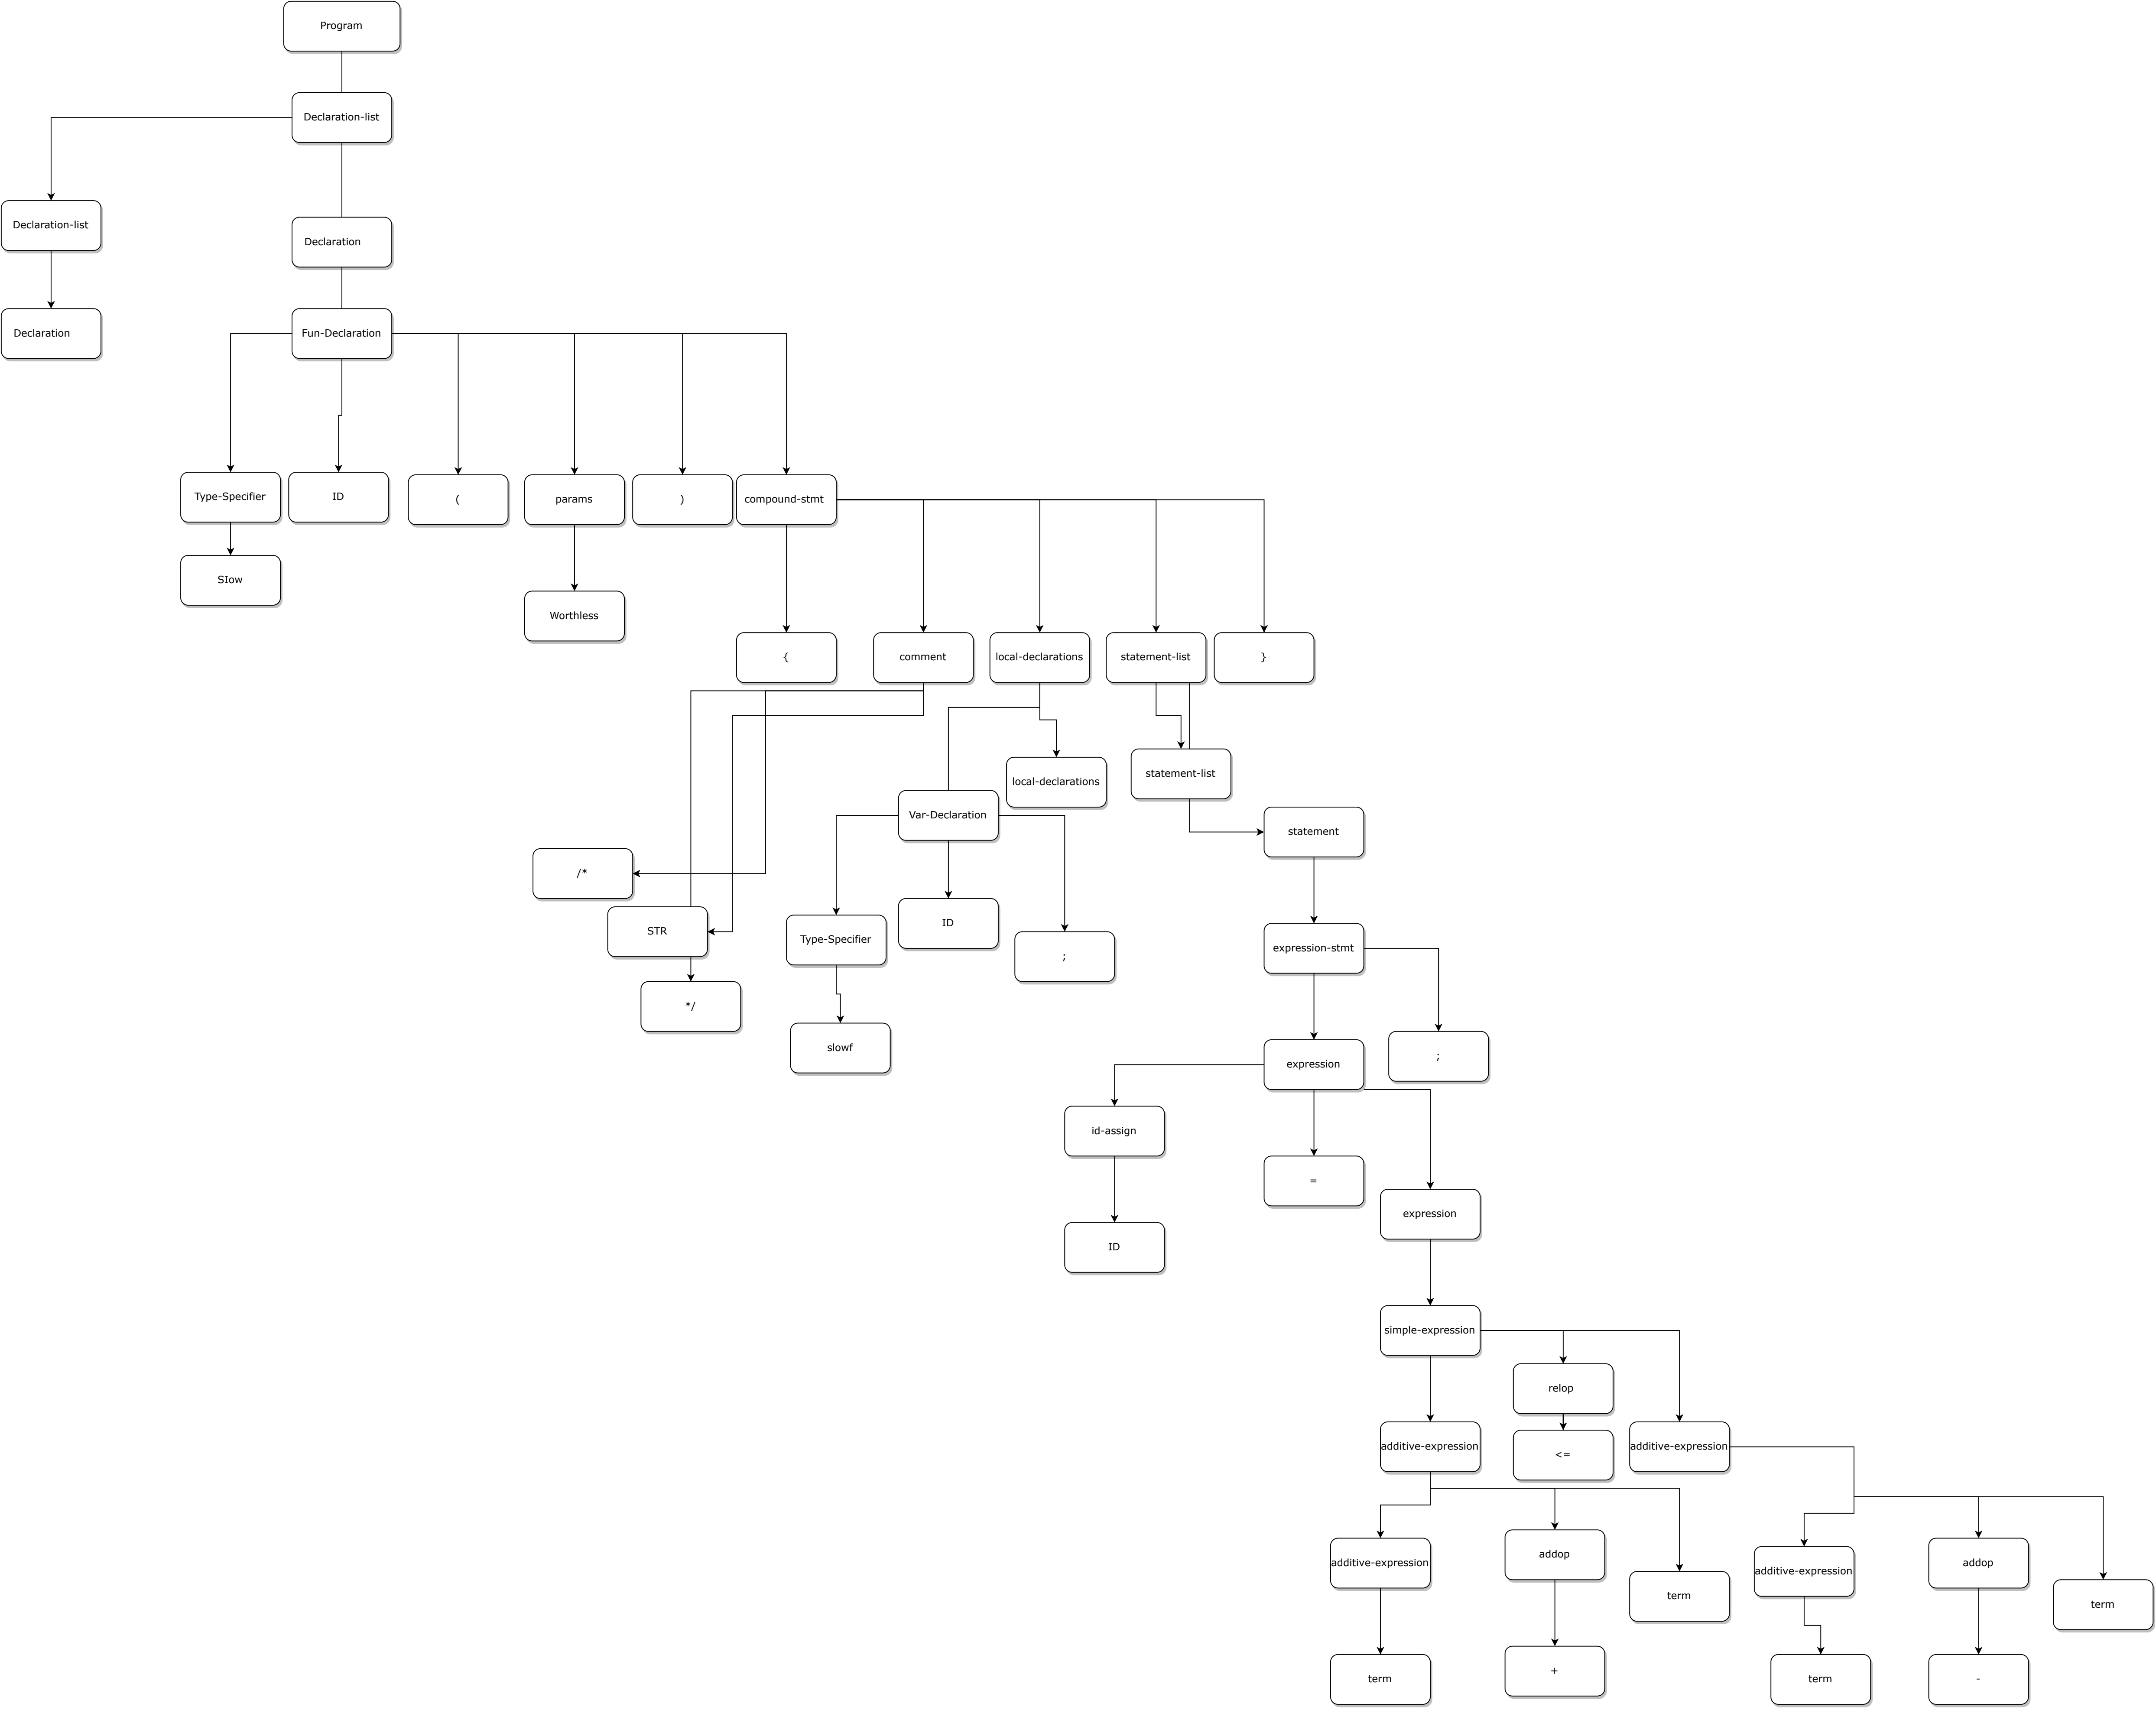 Program
Declaration-list
Declaration-list
Declaration
Declaration
Fun-Declaration
Type-Specifier
ID
(
params
)
compound-stmt
SIow
Worthless
{
comment
local-declarations
statement-list
}
local-declarations
statement-list
Var-Declaration
statement
/*
STR
*/
Type-Specifier
ID
;
slowf
expression-stmt
expression
;
id-assign
=
ID
expression
simple-expression
relop
additive-expression
<=
additive-expression
additive-expression
addop
term
additive-expression
addop
term
term
+
term
-